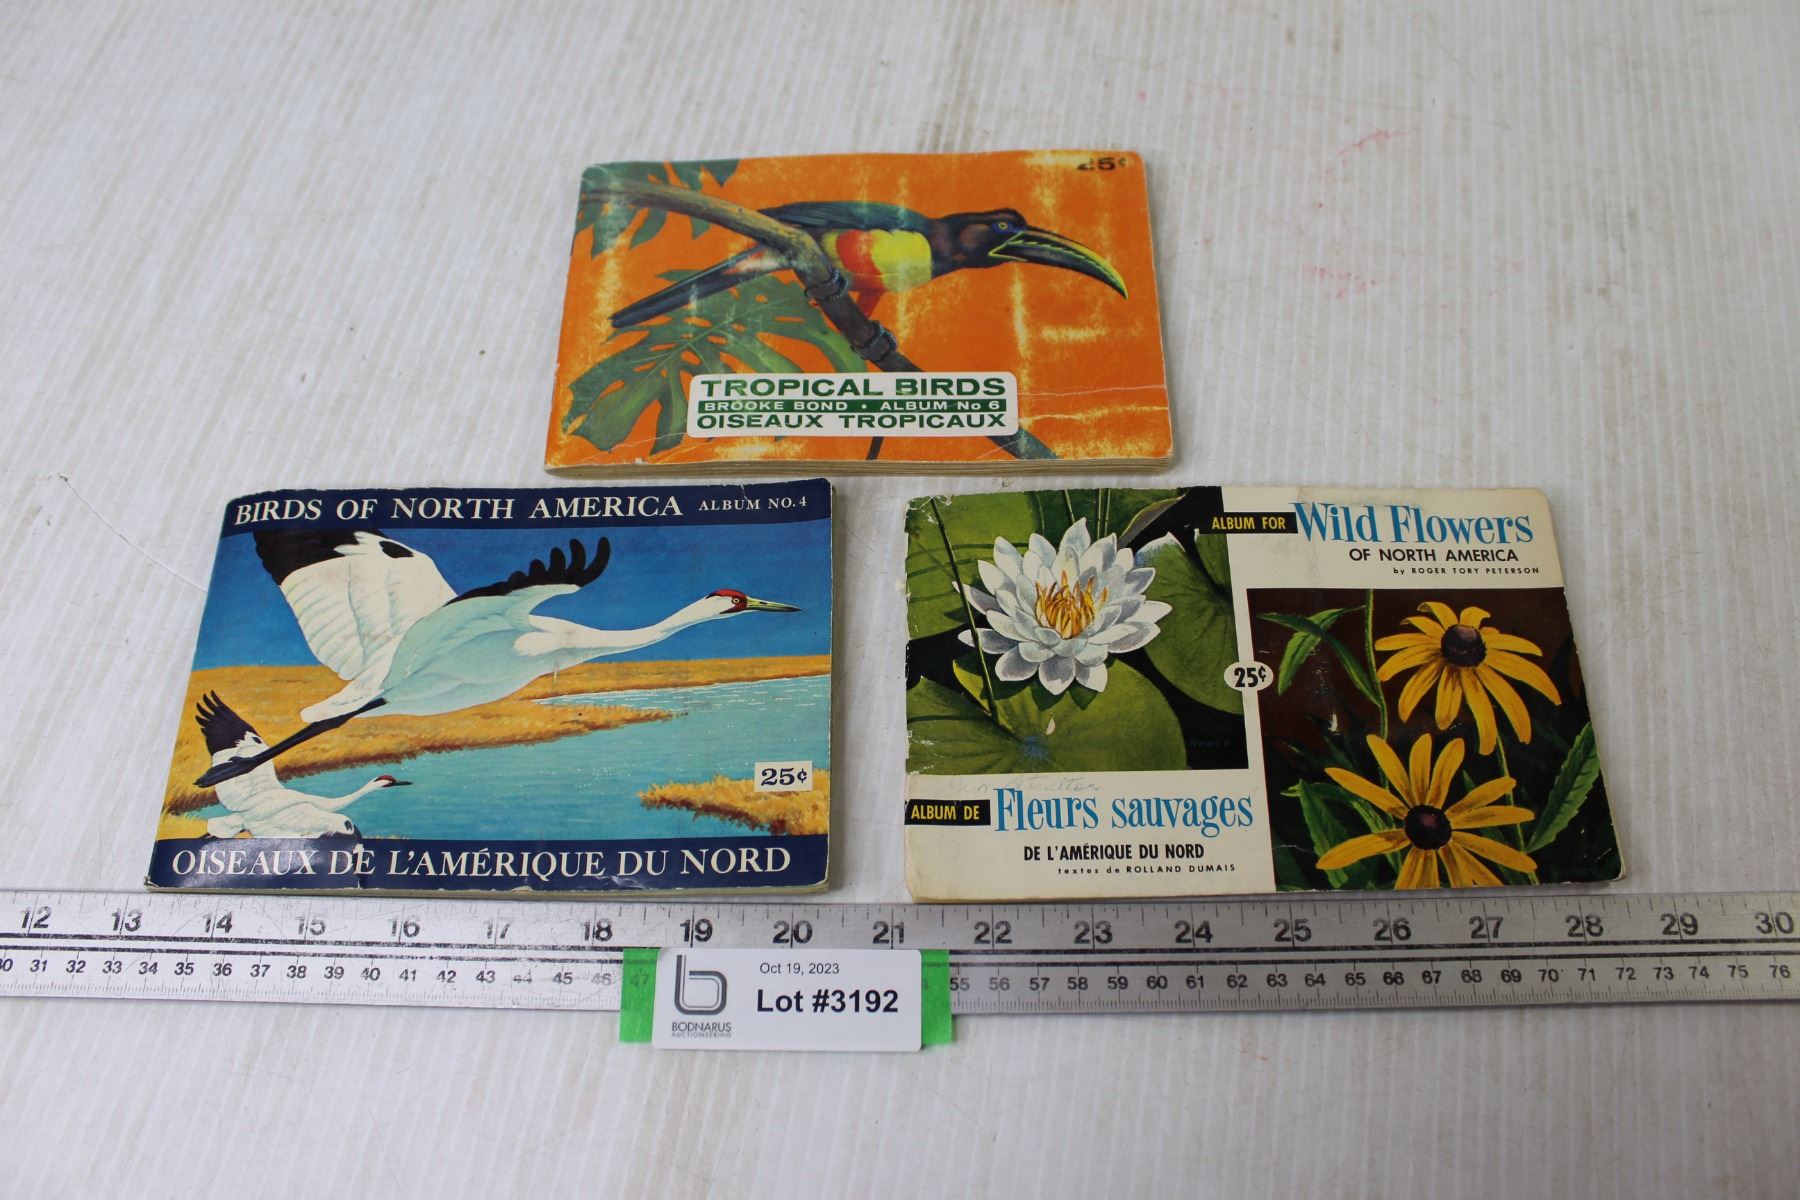 25¢
TROPICAL BIRDS
BROOKE BOND • ALBUM No 6
OISEAUX TROPICAUX
BIRDS OF NORTH AMERICA ALBUM NO. 4
25¢
OISEAUX DE L'AMÉRIQUE DU NORD
ALBUM FOR Wild Flowers
OF NORTH AMERICA
by ROGER TORY PETERSON
25¢
Reece
ALBUM DE Fleurs sauvages
DE L'AMÉRIQUE DU NORD
textes de ROLLAND DUMAIS
12 13 14 15 16 17 18 19 20 21 22 23 24 25 26 27 28 29 30
31 32 33 34 35 36 37 38 39 40 41 42 43 44 45 46 47 55 56 57 58 59 60 61 62 63 64 65 66 67 68 69 70 71 72 73 74 75 76
Oct 19, 2023
Lot #3192
BODNARUS
AUCTIONEERING